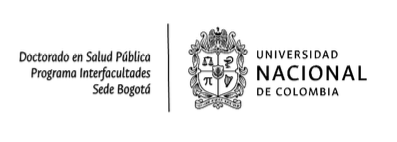 Doctorado en Salud Pública
Programa Interfacultades
Sede Bogotá
UNIVERSIDAD
NACIONAL
DE COLOMBIA